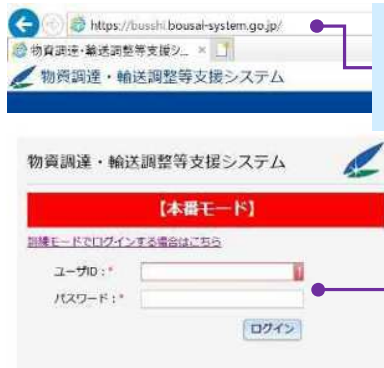 https://busshi.bousai-system.go.jp/
物資調達・輸送調整等支援シ...
物資調達・輸送調整等支援システム
物資調達・輸送調整等支援システム
【本番モード】
訓練モードでログインする場合はこちら
ユーザID：*
パスワード：*
ログイン